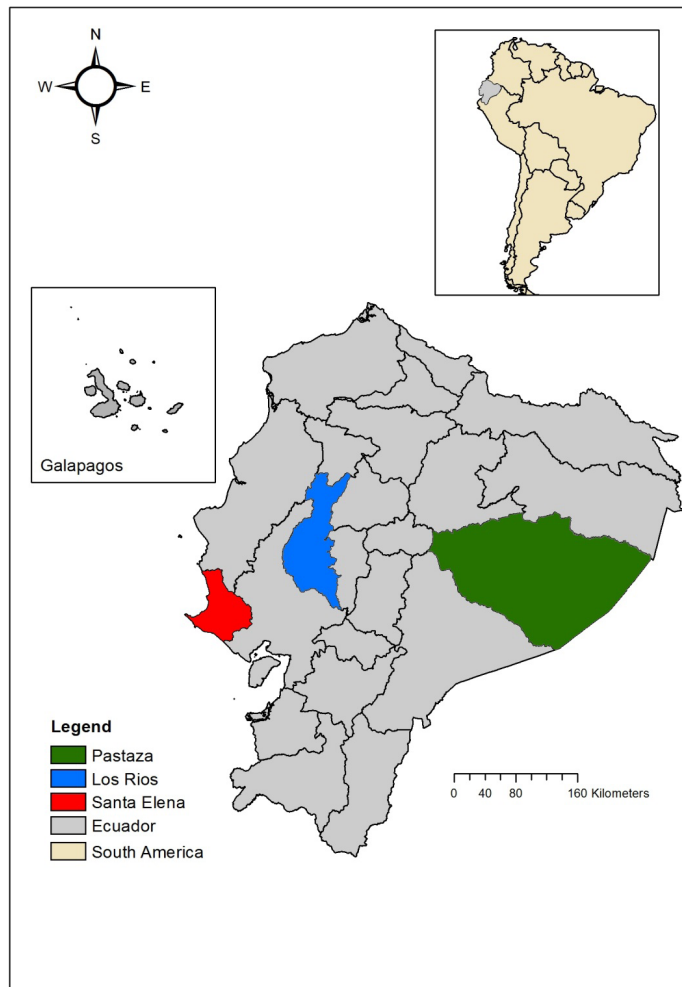 N
W E
S
Galapagos
Legend
Pastaza
Los Rios
Santa Elena
Ecuador
South America
0 40 80 160 Kilometers